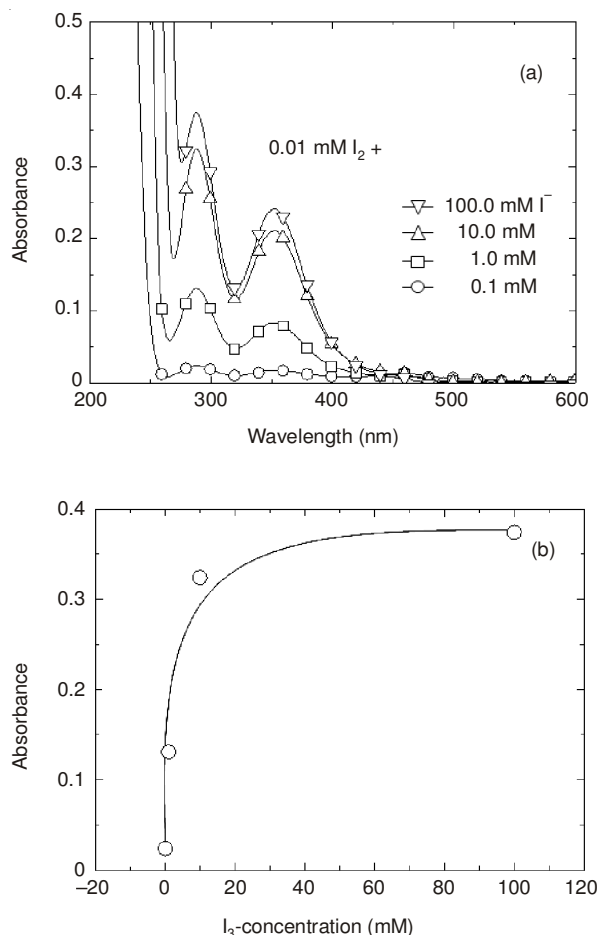 0.5
(a)
0.4
0.01 mM I₂ +
0.3
100.0 mM I⁻
10.0 mM
0.2
1.0 mM
0.1 mM
0.1
0
200 300 400 500 600
Absorbance
Wavelength (nm)
0.4
(b)
0.3
0.2
0.1
0
–20 0 20 40 60 80 100 120
Absorbance
I₃-concentration (mM)